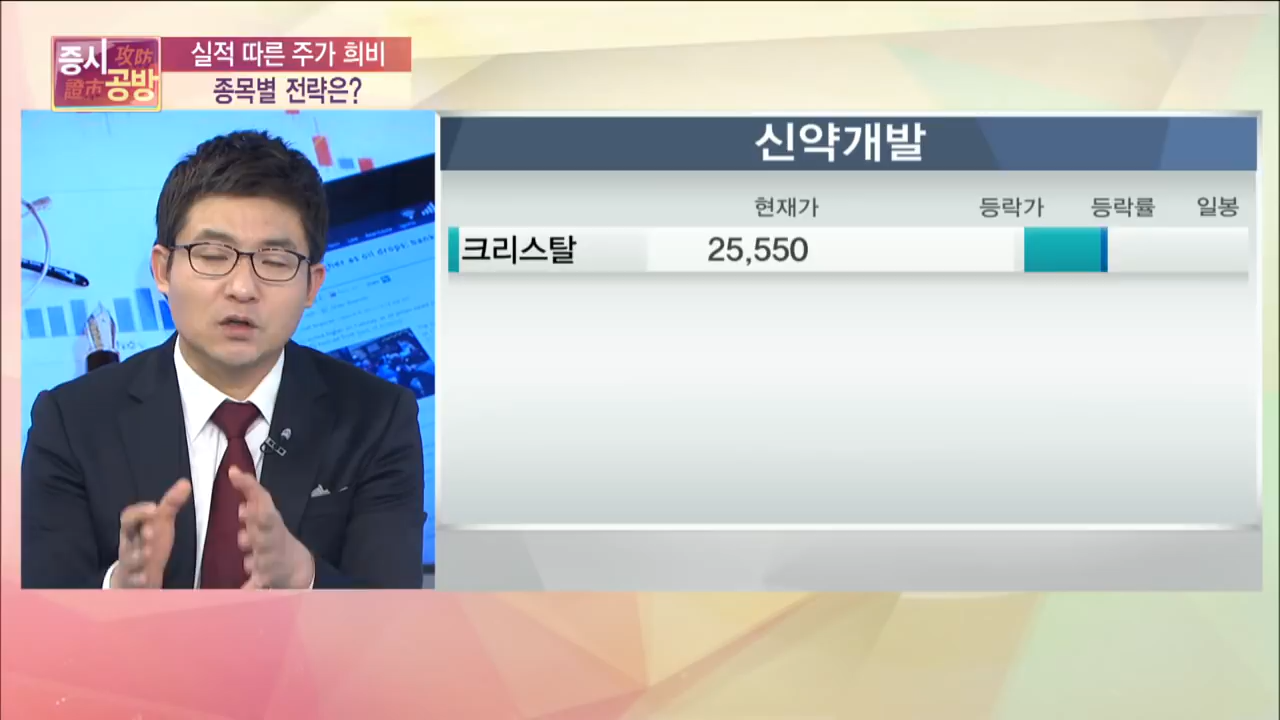 증시 攻防
證市 공방
실적 따른 주가 희비
종목별 전략은?
신약개발
현재가 등락가 등락률 일봉
크리스탈 25,550